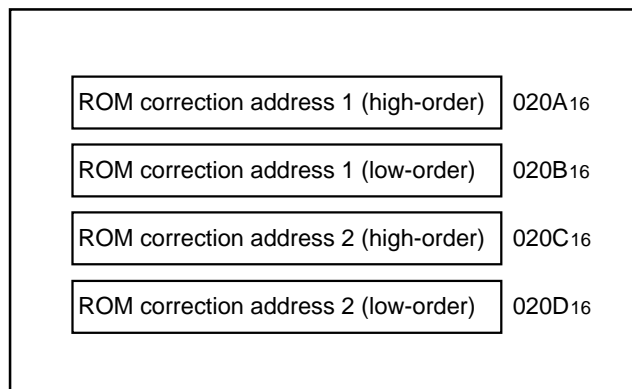 ROM correction address 1 (high-order) 020A16
ROM correction address 1 (low-order) 020B16
ROM correction address 2 (high-order) 020C16
ROM correction address 2 (low-order) 020D16